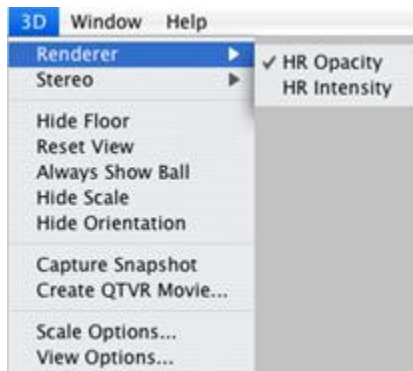 3D Window Help
Renderer
✓ HR Opacity
HR Intensity
Stereo
Hide Floor
Reset View
Always Show Ball
Hide Scale
Hide Orientation
Capture Snapshot
Create QTVR Movie...
Scale Options...
View Options...